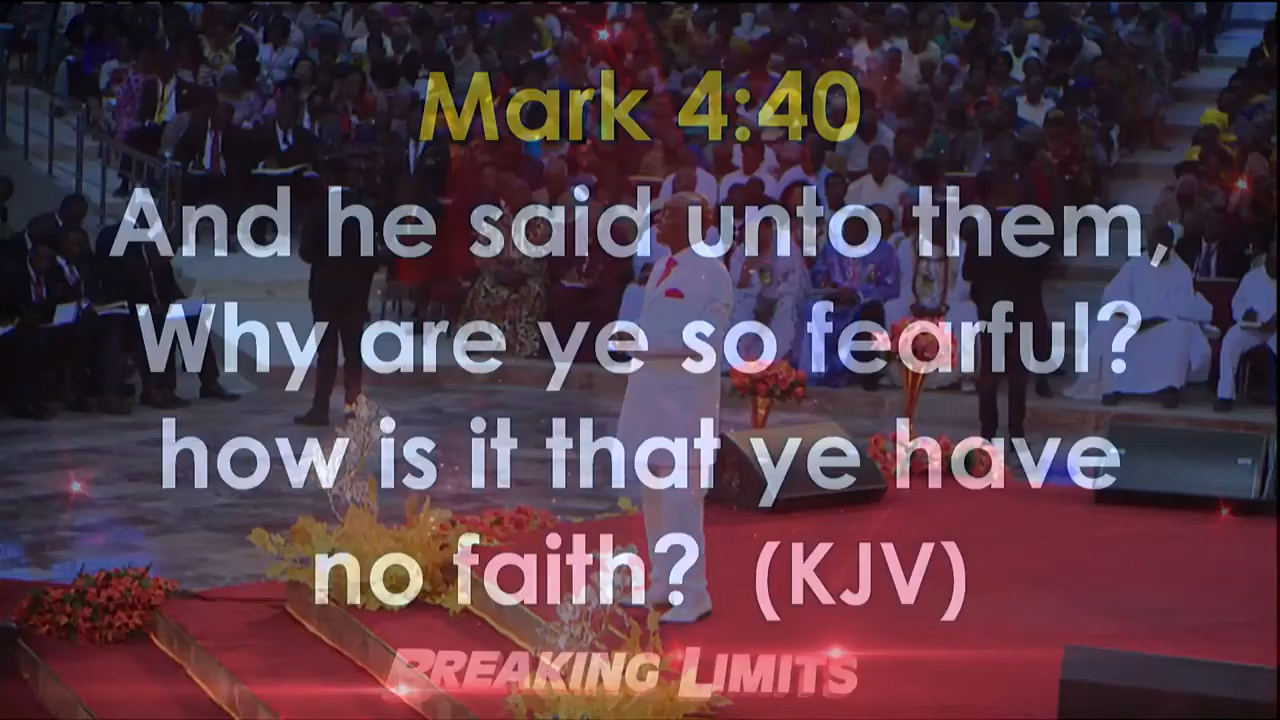 Mark 4:40
And he said unto them,
Why are ye so fearful?
how is it that ye have
no faith? (KJV)
BREAKING LIMITS